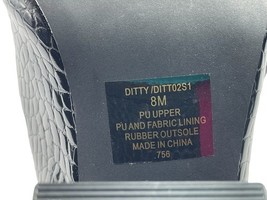 DITTY/DITT02S1
8M
PU UPPER
PU AND FABRIC LINING
RUBBER OUTSOLE
MADE IN CHINA
.756